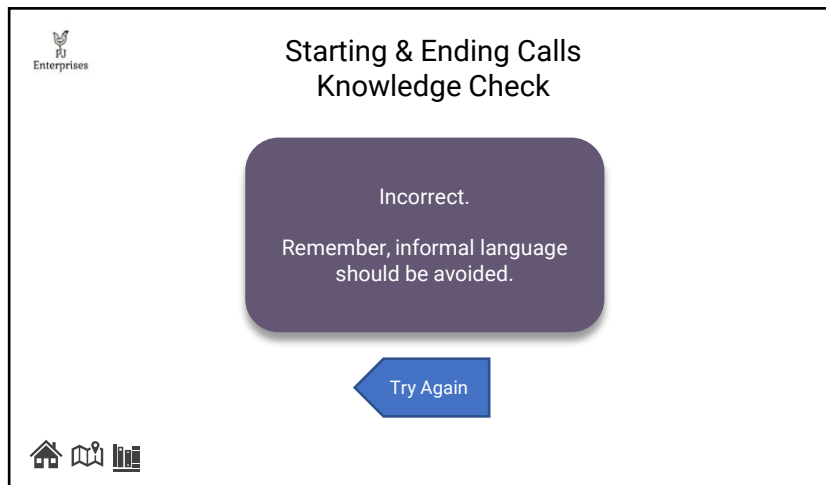 PJ
Enterprises
Starting & Ending Calls
Knowledge Check
Incorrect.
Remember, informal language
should be avoided.
Try Again